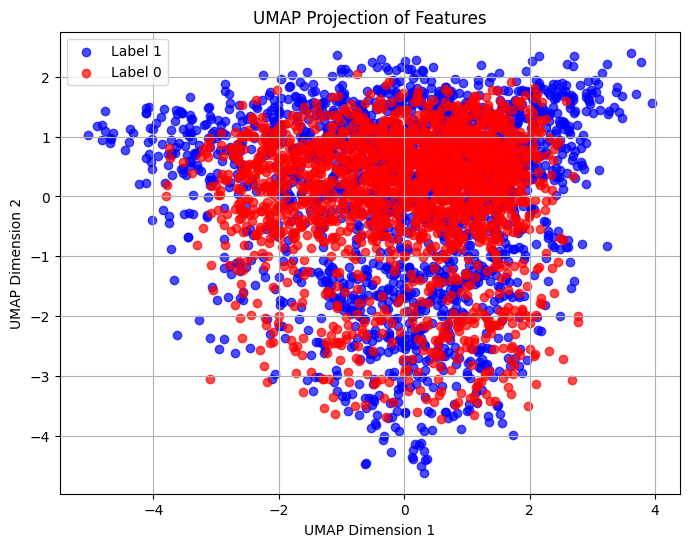 UMAP Projection of Features
Label 1
Label 0
2
1
0
−1
−2
−3
−4
UMAP Dimension 2
−4
−2
0
2
4
UMAP Dimension 1